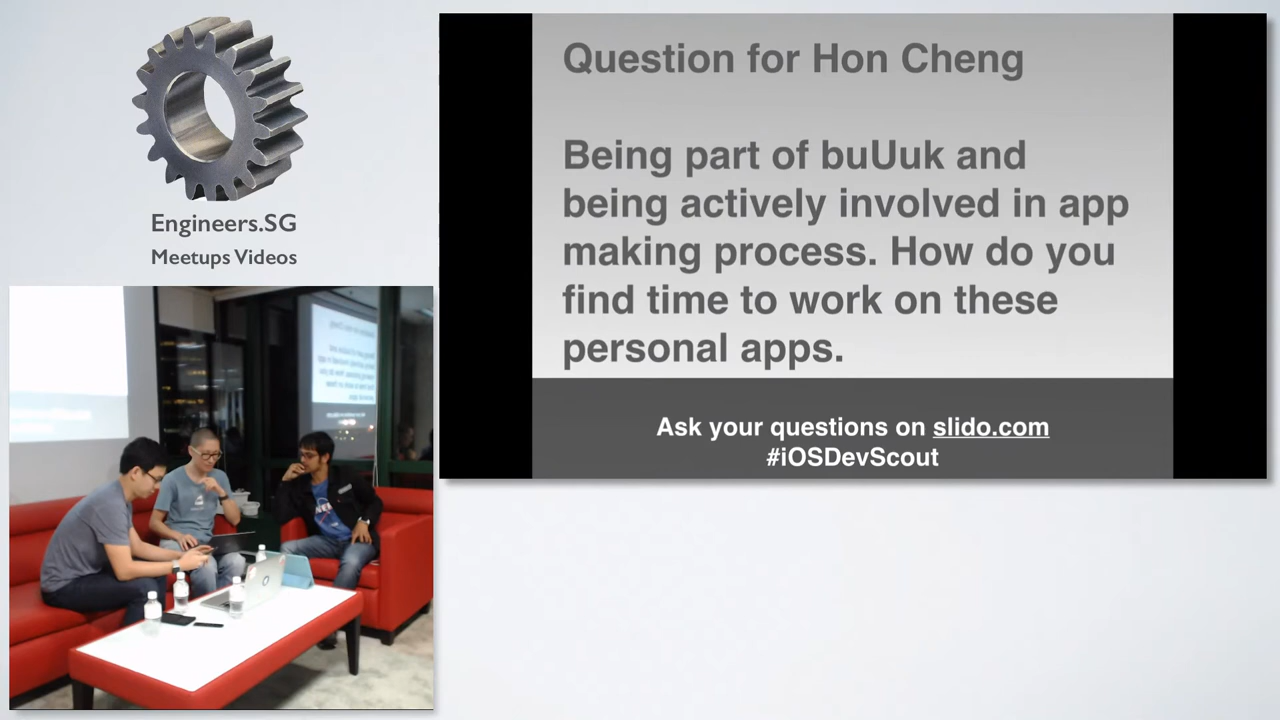 Engineers.SG
Meetups Videos
Question for Hon Cheng
Being part of buUuk and
being actively involved in app
making process. How do you
find time to work on these
personal apps.
Ask your questions on slido.com
#iOSDevScout